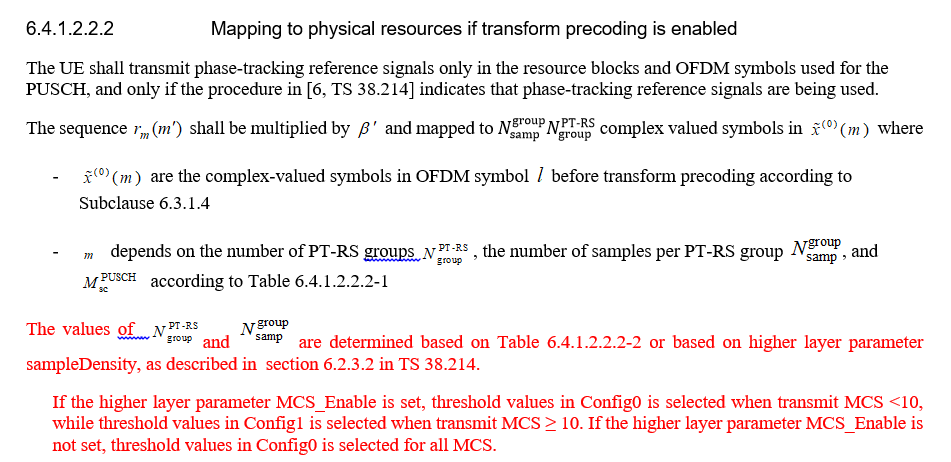 6.4.1.2.2.2 Mapping to physical resources if transform precoding is enabled
The UE shall transmit phase-tracking reference signals only in the resource blocks and OFDM symbols used for the
PUSCH, and only if the procedure in [6, TS 38.214] indicates that phase-tracking reference signals are being used.
The sequence r_m(m′) shall be multiplied by β′ and mapped to N_samp^group N_group^PT-RS complex valued symbols in x̃^(0)(m) where
- x̃^(0)(m) are the complex-valued symbols in OFDM symbol l before transform precoding according to
Subclause 6.3.1.4
- m depends on the number of PT-RS groups N_group^PT-RS , the number of samples per PT-RS group N_samp^group , and
M_sc^PUSCH according to Table 6.4.1.2.2.2-1
The values of N_group^PT-RS and N_samp^group are determined based on Table 6.4.1.2.2.2-2 or based on higher layer parameter
sampleDensity, as described in section 6.2.3.2 in TS 38.214.
If the higher layer parameter MCS_Enable is set, threshold values in Config0 is selected when transmit MCS <10,
while threshold values in Config1 is selected when transmit MCS ≥ 10. If the higher layer parameter MCS_Enable is
not set, threshold values in Config0 is selected for all MCS.